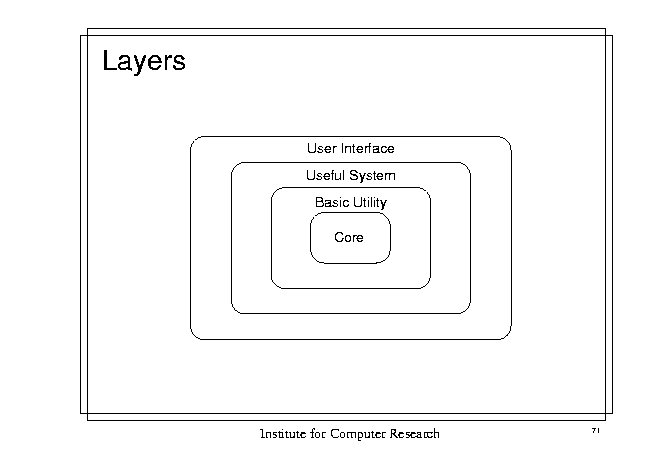 Layers
User Interface
Useful System
Basic Utility
Core
Institute for Computer Research
71